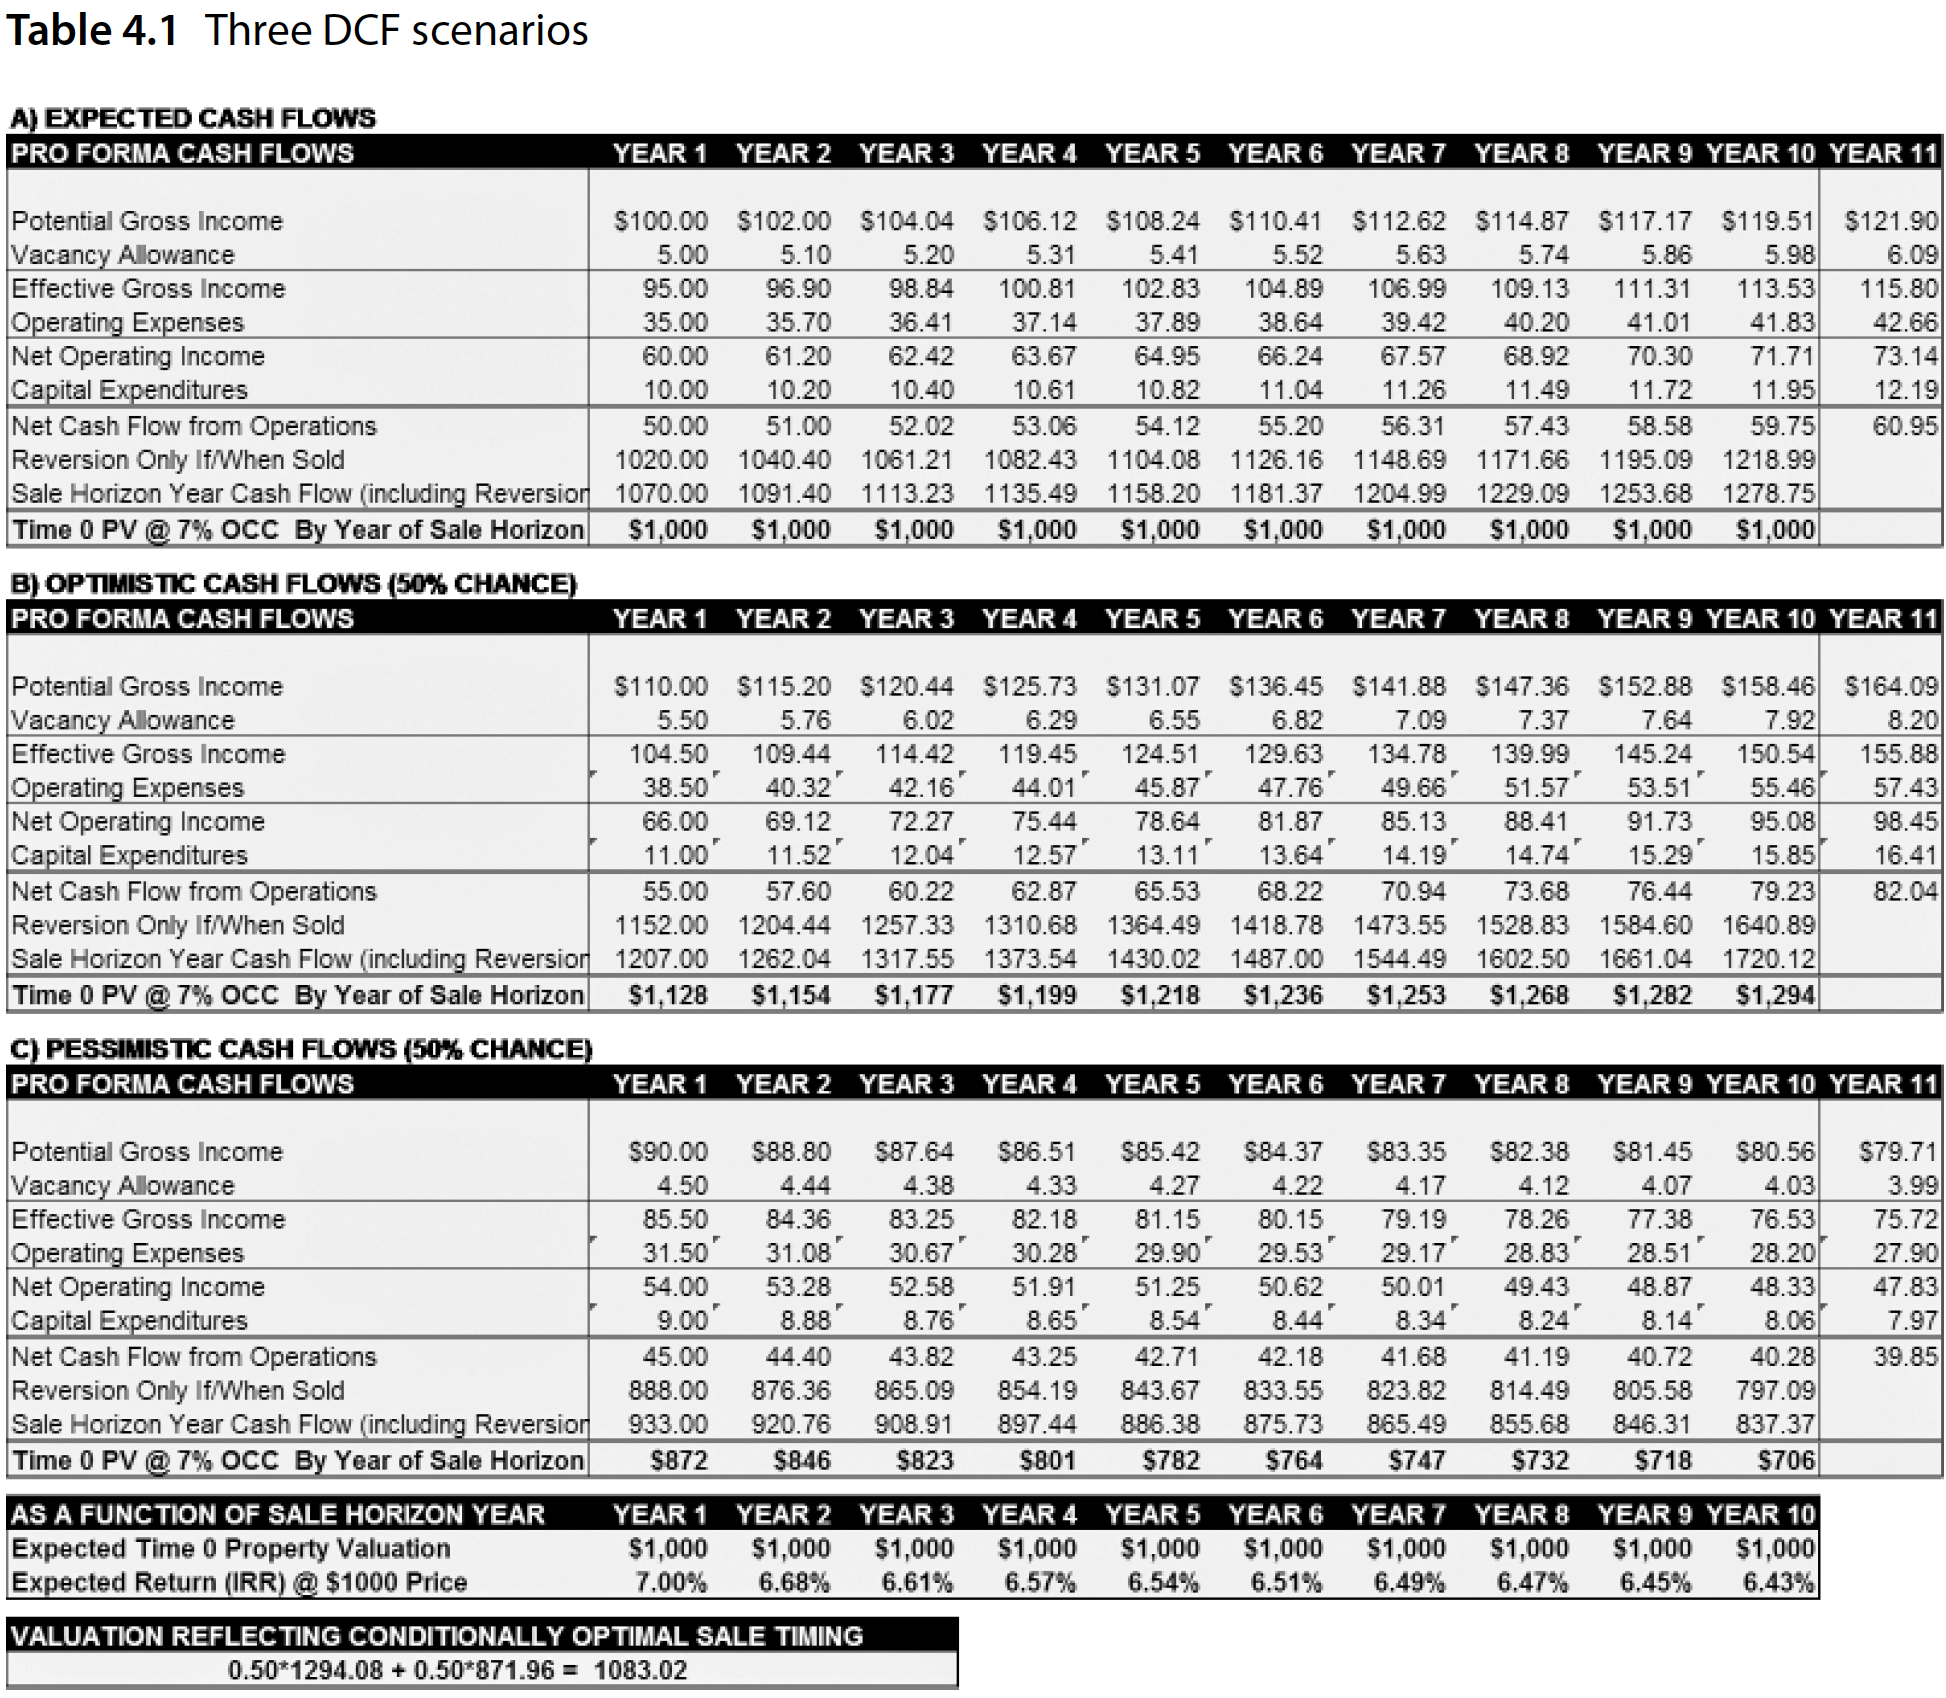 Table 4.1 Three DCF scenarios
A) EXPECTED CASH FLOWS
PRO FORMA CASH FLOWS YEAR 1 YEAR 2 YEAR 3 YEAR 4 YEAR 5 YEAR 6 YEAR 7 YEAR 8 YEAR 9 YEAR 10 YEAR 11
Potential Gross Income $100.00 $102.00 $104.04 $106.12 $108.24 $110.41 $112.62 $114.87 $117.17 $119.51 $121.90
Vacancy Allowance 5.00 5.10 5.20 5.31 5.41 5.52 5.63 5.74 5.86 5.98 6.09
Effective Gross Income 95.00 96.90 98.84 100.81 102.83 104.89 106.99 109.13 111.31 113.53 115.80
Operating Expenses 35.00 35.70 36.41 37.14 37.89 38.64 39.42 40.20 41.01 41.83 42.66
Net Operating Income 60.00 61.20 62.42 63.67 64.95 66.24 67.57 68.92 70.30 71.71 73.14
Capital Expenditures 10.00 10.20 10.40 10.61 10.82 11.04 11.26 11.49 11.72 11.95 12.19
Net Cash Flow from Operations 50.00 51.00 52.02 53.06 54.12 55.20 56.31 57.43 58.58 59.75 60.95
Reversion Only If/When Sold 1020.00 1040.40 1061.21 1082.43 1104.08 1126.16 1148.69 1171.66 1195.09 1218.99
Sale Horizon Year Cash Flow (including Reversion 1070.00 1091.40 1113.23 1135.49 1158.20 1181.37 1204.99 1229.09 1253.68 1278.75
Time 0 PV @ 7% OCC By Year of Sale Horizon $1,000 $1,000 $1,000 $1,000 $1,000 $1,000 $1,000 $1,000 $1,000 $1,000
B) OPTIMISTIC CASH FLOWS (50% CHANCE)
PRO FORMA CASH FLOWS YEAR 1 YEAR 2 YEAR 3 YEAR 4 YEAR 5 YEAR 6 YEAR 7 YEAR 8 YEAR 9 YEAR 10 YEAR 11
Potential Gross Income $110.00 $115.20 $120.44 $125.73 $131.07 $136.45 $141.88 $147.36 $152.88 $158.46 $164.09
Vacancy Allowance 5.50 5.76 6.02 6.29 6.55 6.82 7.09 7.37 7.64 7.92 8.20
Effective Gross Income 104.50 109.44 114.42 119.45 124.51 129.63 134.78 139.99 145.24 150.54 155.88
Operating Expenses 38.50 40.32 42.16 44.01 45.87 47.76 49.66 51.57 53.51 55.46 57.43
Net Operating Income 66.00 69.12 72.27 75.44 78.64 81.87 85.13 88.41 91.73 95.08 98.45
Capital Expenditures 11.00 11.52 12.04 12.57 13.11 13.64 14.19 14.74 15.29 15.85 16.41
Net Cash Flow from Operations 55.00 57.60 60.22 62.87 65.53 68.22 70.94 73.68 76.44 79.23 82.04
Reversion Only If/When Sold 1152.00 1204.44 1257.33 1310.68 1364.49 1418.78 1473.55 1528.83 1584.60 1640.89
Sale Horizon Year Cash Flow (including Reversion 1207.00 1262.04 1317.55 1373.54 1430.02 1487.00 1544.49 1602.50 1661.04 1720.12
Time 0 PV @ 7% OCC By Year of Sale Horizon $1,128 $1,154 $1,177 $1,199 $1,218 $1,236 $1,253 $1,268 $1,282 $1,294
C) PESSIMISTIC CASH FLOWS (50% CHANCE)
PRO FORMA CASH FLOWS YEAR 1 YEAR 2 YEAR 3 YEAR 4 YEAR 5 YEAR 6 YEAR 7 YEAR 8 YEAR 9 YEAR 10 YEAR 11
Potential Gross Income $90.00 $88.80 $87.64 $86.51 $85.42 $84.37 $83.35 $82.38 $81.45 $80.56 $79.71
Vacancy Allowance 4.50 4.44 4.38 4.33 4.27 4.22 4.17 4.12 4.07 4.03 3.99
Effective Gross Income 85.50 84.36 83.25 82.18 81.15 80.15 79.19 78.26 77.38 76.53 75.72
Operating Expenses 31.50 31.08 30.67 30.28 29.90 29.53 29.17 28.83 28.51 28.20 27.90
Net Operating Income 54.00 53.28 52.58 51.91 51.25 50.62 50.01 49.43 48.87 48.33 47.83
Capital Expenditures 9.00 8.88 8.76 8.65 8.54 8.44 8.34 8.24 8.14 8.06 7.97
Net Cash Flow from Operations 45.00 44.40 43.82 43.25 42.71 42.18 41.68 41.19 40.72 40.28 39.85
Reversion Only If/When Sold 888.00 876.36 865.09 854.19 843.67 833.55 823.82 814.49 805.58 797.09
Sale Horizon Year Cash Flow (including Reversion 933.00 920.76 908.91 897.44 886.38 875.73 865.49 855.68 846.31 837.37
Time 0 PV @ 7% OCC By Year of Sale Horizon $872 $846 $823 $801 $782 $764 $747 $732 $718 $706
AS A FUNCTION OF SALE HORIZON YEAR YEAR 1 YEAR 2 YEAR 3 YEAR 4 YEAR 5 YEAR 6 YEAR 7 YEAR 8 YEAR 9 YEAR 10
Expected Time 0 Property Valuation $1,000 $1,000 $1,000 $1,000 $1,000 $1,000 $1,000 $1,000 $1,000 $1,000
Expected Return (IRR) @ $1000 Price 7.00% 6.68% 6.61% 6.57% 6.54% 6.51% 6.49% 6.47% 6.45% 6.43%
VALUATION REFLECTING CONDITIONALLY OPTIMAL SALE TIMING
0.50*1294.08 + 0.50*871.96 = 1083.02